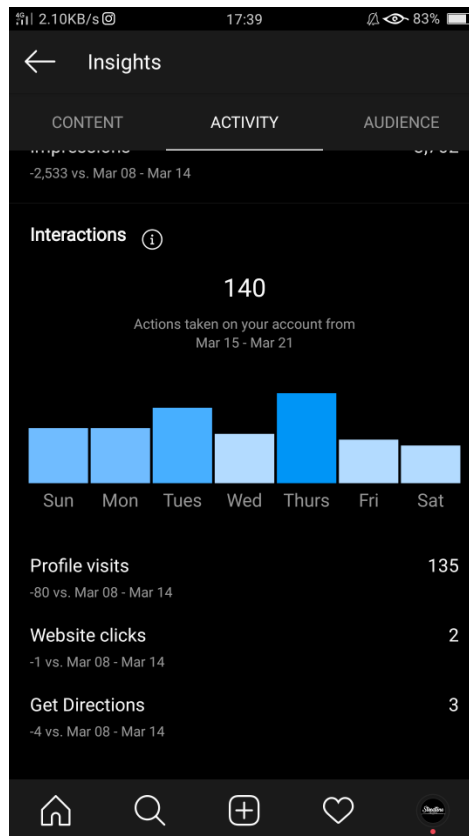 4G 2.10KB/s 17:39 83%
Insights
CONTENT ACTIVITY AUDIENCE
Impressions
-2,533 vs. Mar 08 - Mar 14
Interactions
140
Actions taken on your account from
Mar 15 - Mar 21
Sun Mon Tues Wed Thurs Fri Sat
Profile visits 135
-80 vs. Mar 08 - Mar 14
Website clicks 2
-1 vs. Mar 08 - Mar 14
Get Directions 3
-4 vs. Mar 08 - Mar 14